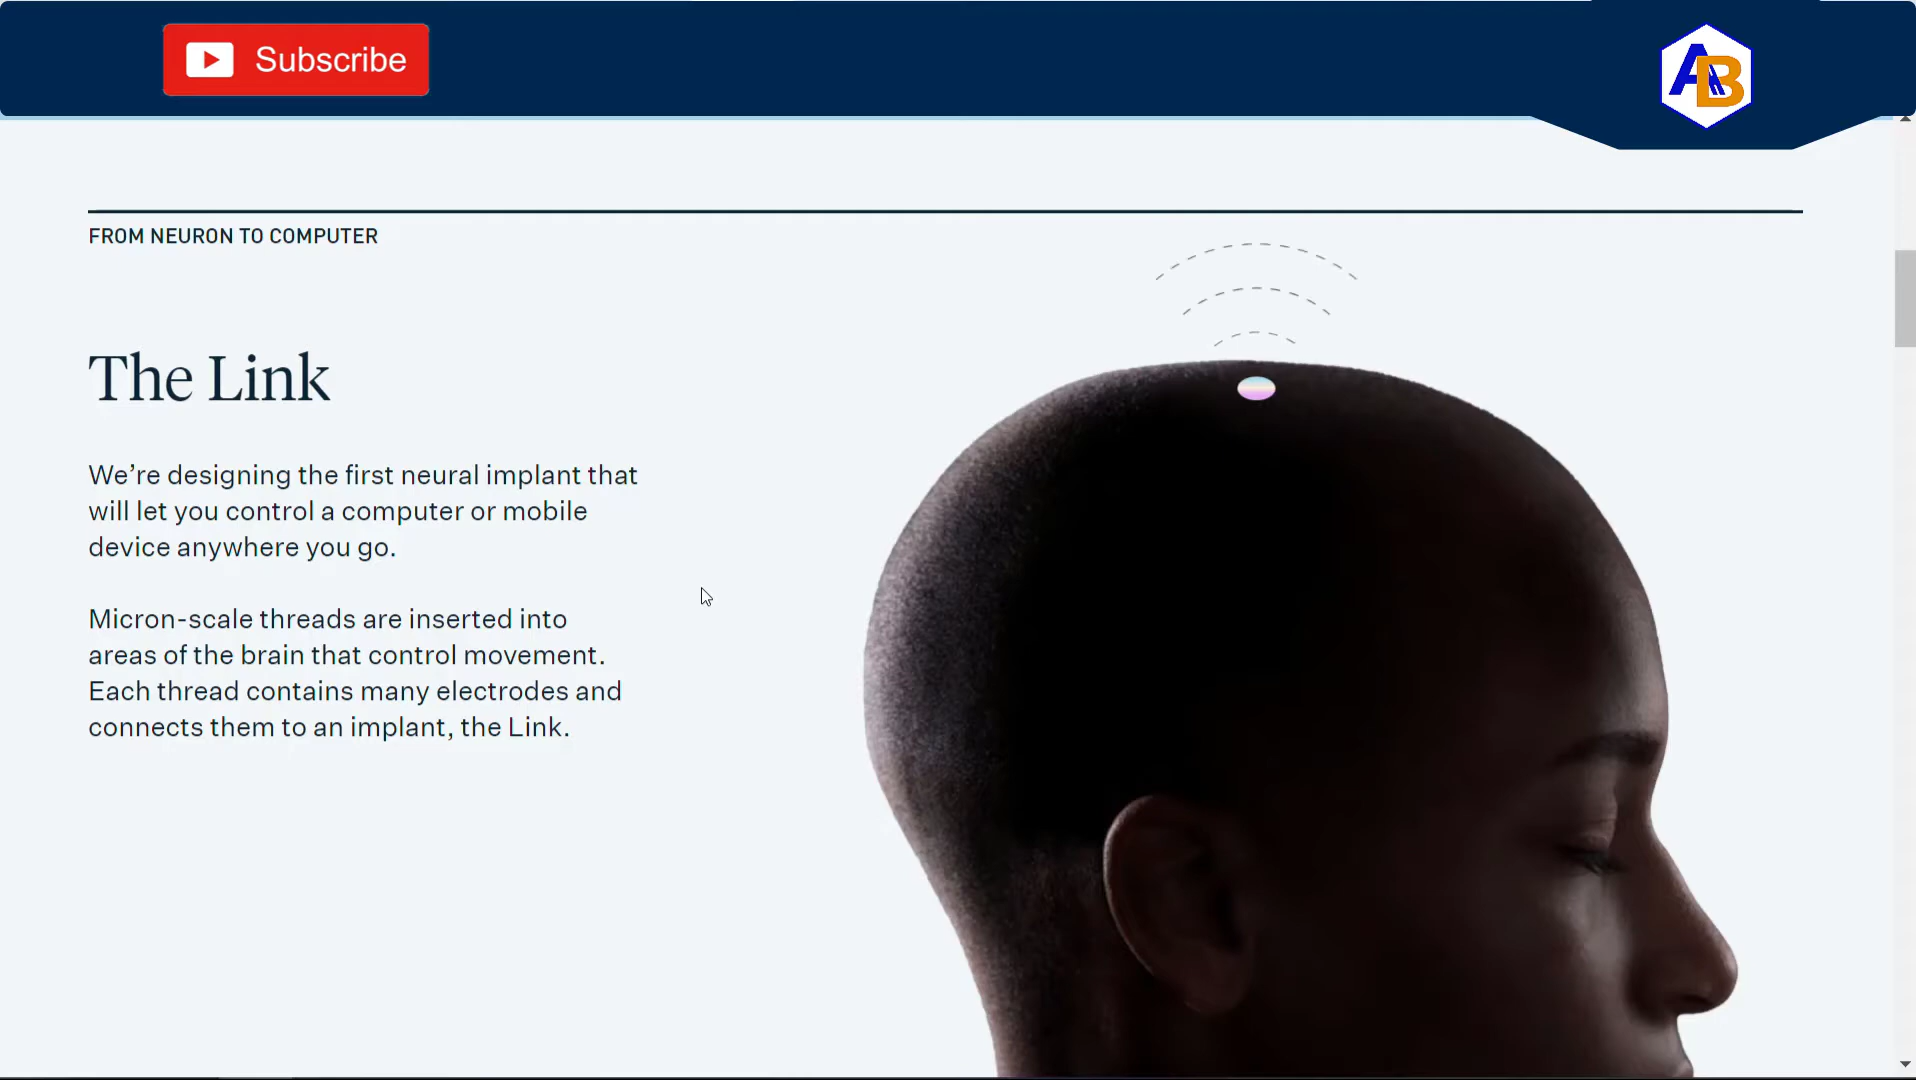 Subscribe
AB
FROM NEURON TO COMPUTER
The Link
We’re designing the first neural implant that
will let you control a computer or mobile
device anywhere you go.
Micron-scale threads are inserted into
areas of the brain that control movement.
Each thread contains many electrodes and
connects them to an implant, the Link.